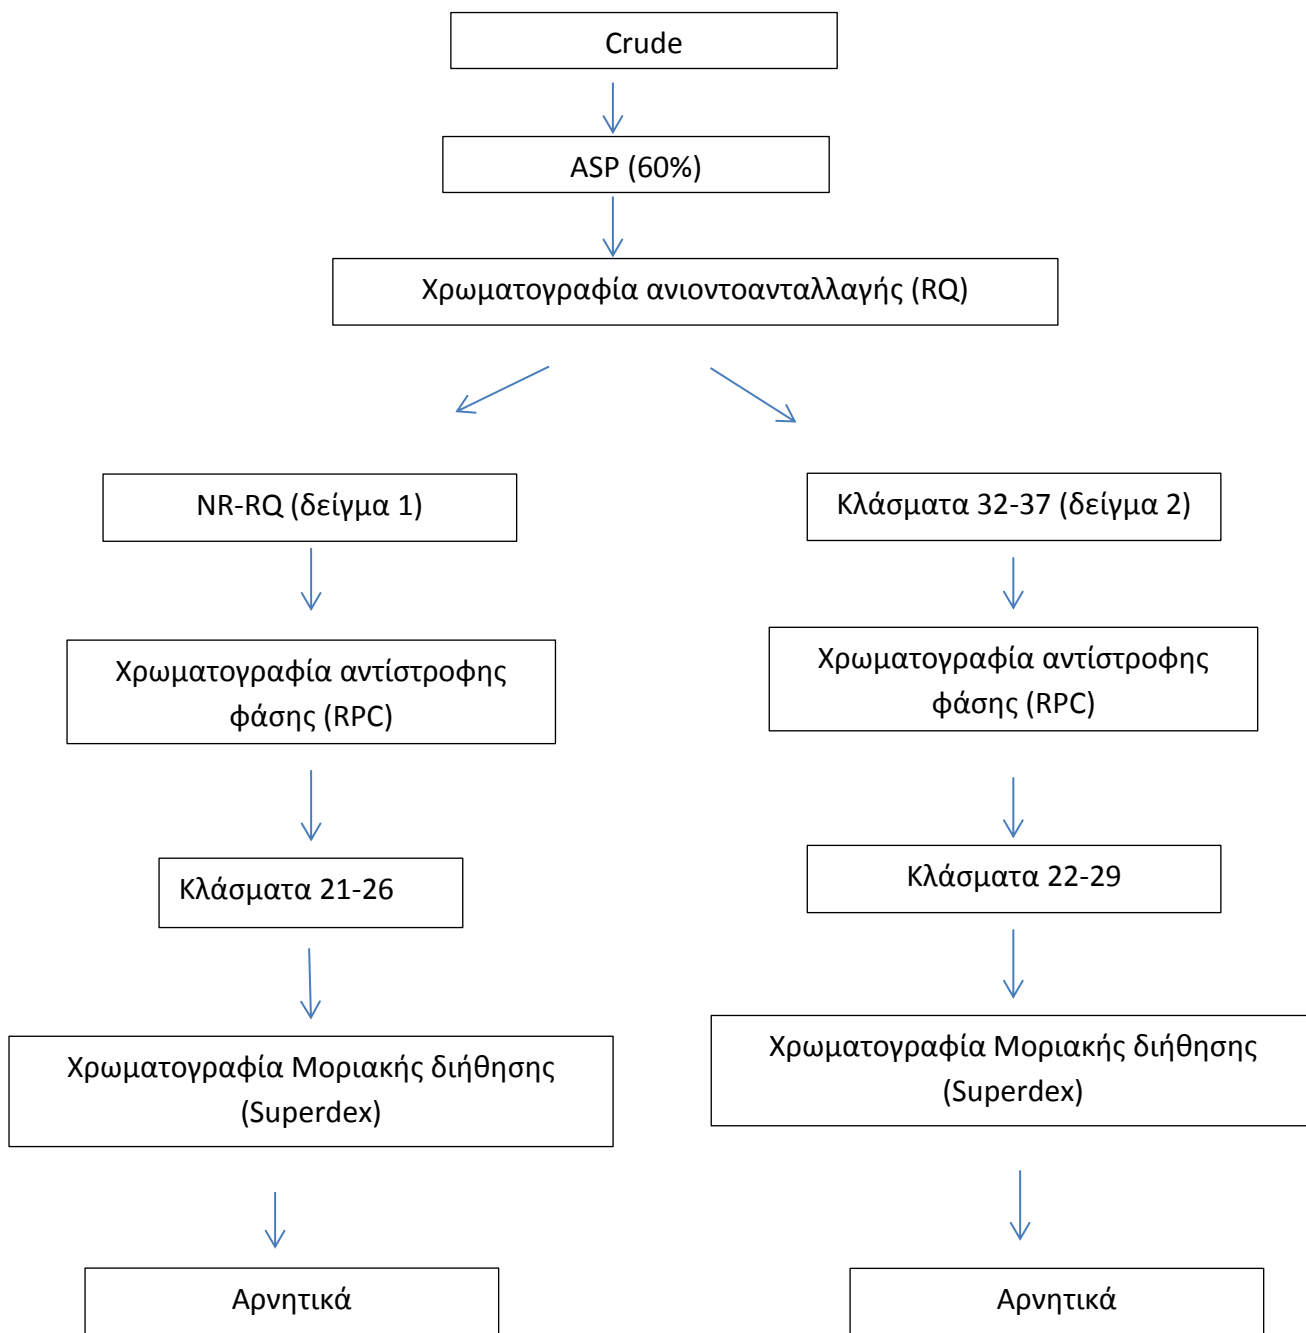 Crude
ASP (60%)
Χρωματογραφία ανιοντοανταλλαγής (RQ)
NR-RQ (δείγμα 1)
Κλάσματα 32-37 (δείγμα 2)
Χρωματογραφία αντίστροφης
φάσης (RPC)
Χρωματογραφία αντίστροφης
φάσης (RPC)
Κλάσματα 21-26
Κλάσματα 22-29
Χρωματογραφία Μοριακής διήθησης
(Superdex)
Χρωματογραφία Μοριακής διήθησης
(Superdex)
Αρνητικά
Αρνητικά